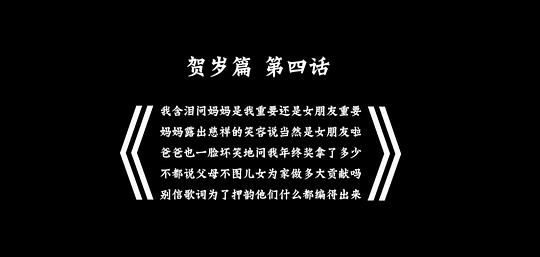 贺岁篇 第四话
我含泪问妈妈是我重要还是女朋友重要
妈妈露出慈祥的笑容说当然是女朋友啦
爸爸也一脸坏笑地问我年终奖拿了多少
不都说父母不图儿女为家做多大贡献吗
别信歌词为了押韵他们什么都编得出来